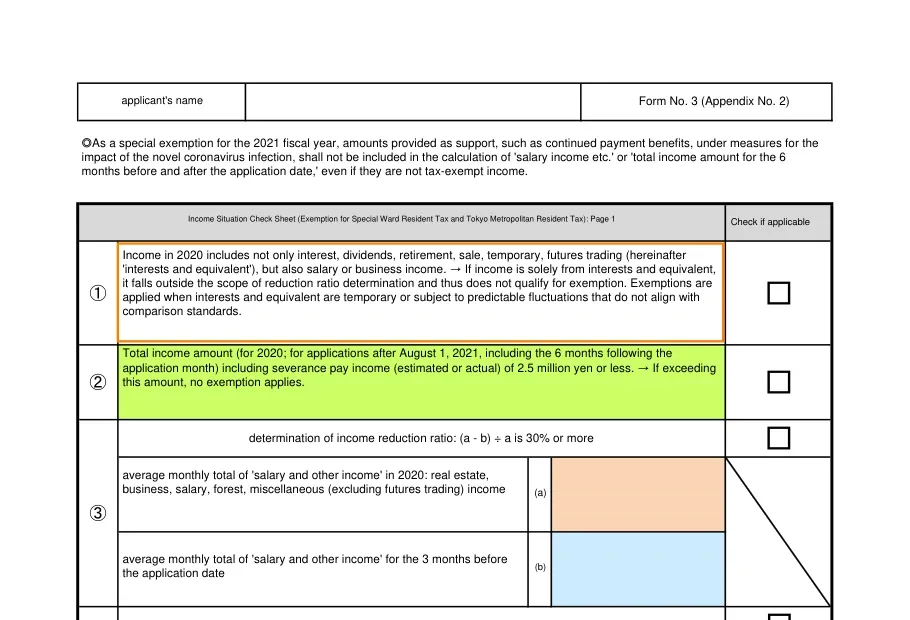 applicant's name
Form No. 3 (Appendix No. 2)
◎As a special exemption for the 2021 fiscal year, amounts provided as support, such as continued payment benefits, under measures for the
impact of the novel coronavirus infection, shall not be included in the calculation of 'salary income etc.' or 'total income amount for the 6
months before and after the application date,' even if they are not tax-exempt income.
Income Situation Check Sheet (Exemption for Special Ward Resident Tax and Tokyo Metropolitan Resident Tax): Page 1
Check if applicable
①
Income in 2020 includes not only interest, dividends, retirement, sale, temporary, futures trading (hereinafter
'interests and equivalent'), but also salary or business income. → If income is solely from interests and equivalent,
it falls outside the scope of reduction ratio determination and thus does not qualify for exemption. Exemptions are
applied when interests and equivalent are temporary or subject to predictable fluctuations that do not align with
comparison standards.
②
Total income amount (for 2020; for applications after August 1, 2021, including the 6 months following the
application month) including severance pay income (estimated or actual) of 2.5 million yen or less. → If exceeding
this amount, no exemption applies.
③
determination of income reduction ratio: (a - b) ÷ a is 30% or more
average monthly total of 'salary and other income' in 2020: real estate,
business, salary, forest, miscellaneous (excluding futures trading) income
(a)
average monthly total of 'salary and other income' for the 3 months before
the application date
(b)